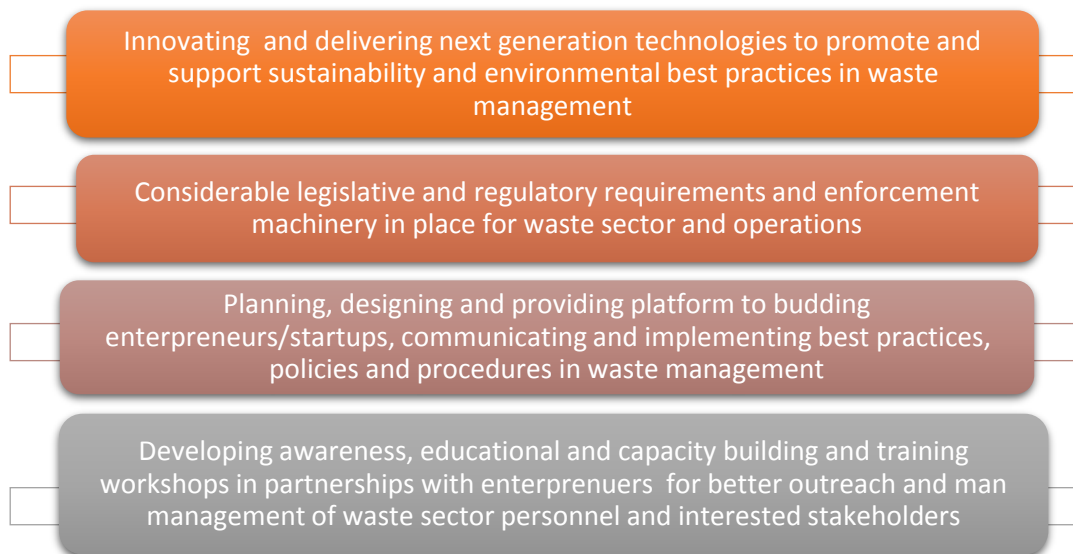 Innovating  and delivering next generation technologies to promote and
support sustainability and environmental best practices in waste
management
Considerable legislative and regulatory requirements and enforcement
machinery in place for waste sector and operations
Planning, designing and providing platform to budding
enterpreneurs/startups, communicating and implementing best practices,
policies and procedures in waste management
Developing awareness, educational and capacity building and training
workshops in partnerships with enterprenuers  for better outreach and man
management of waste sector personnel and interested stakeholders